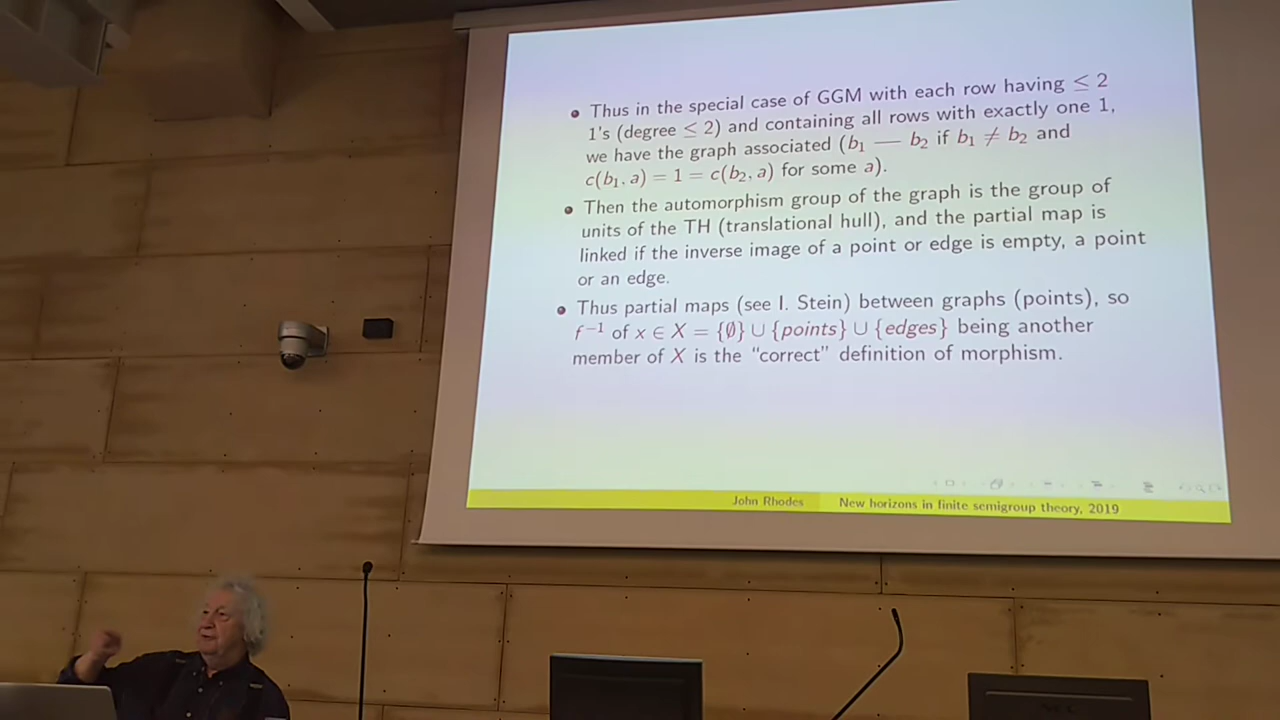 • Thus in the special case of GGM with each row having ≤ 2
1's (degree ≤ 2) and containing all rows with exactly one 1,
we have the graph associated (b₁ — b₂ if b₁ ≠ b₂ and
c(b₁, a) = 1 = c(b₂, a) for some a).
• Then the automorphism group of the graph is the group of
units of the TH (translational hull), and the partial map is
linked if the inverse image of a point or edge is empty, a point
or an edge.
• Thus partial maps (see I. Stein) between graphs (points), so
f⁻¹ of x ∈ X = {∅} ∪ {points} ∪ {edges} being another
member of X is the "correct" definition of morphism.
John Rhodes New horizons in finite semigroup theory, 2019